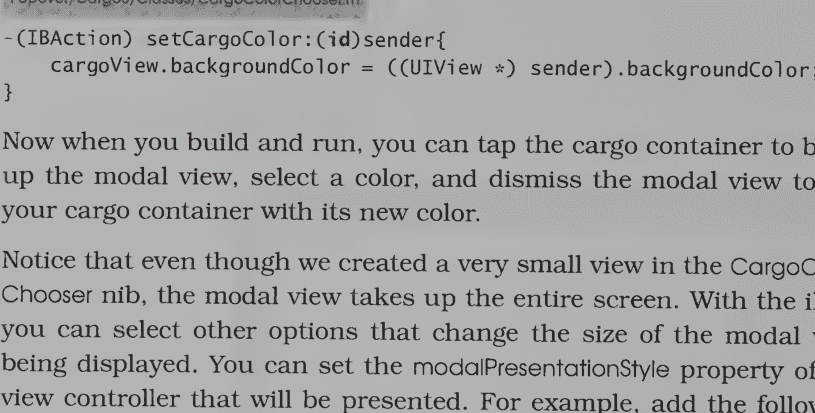 -(IBAction) setCargoColor:(id)sender{
cargoView.backgroundColor = ((UIView *) sender).backgroundColor;
}
Now when you build and run, you can tap the cargo container to b
up the modal view, select a color, and dismiss the modal view to
your cargo container with its new color.
Notice that even though we created a very small view in the CargoC
Chooser nib, the modal view takes up the entire screen. With the i
you can select other options that change the size of the modal
being displayed. You can set the modalPresentationStyle property of
view controller that will be presented. For example, add the follow